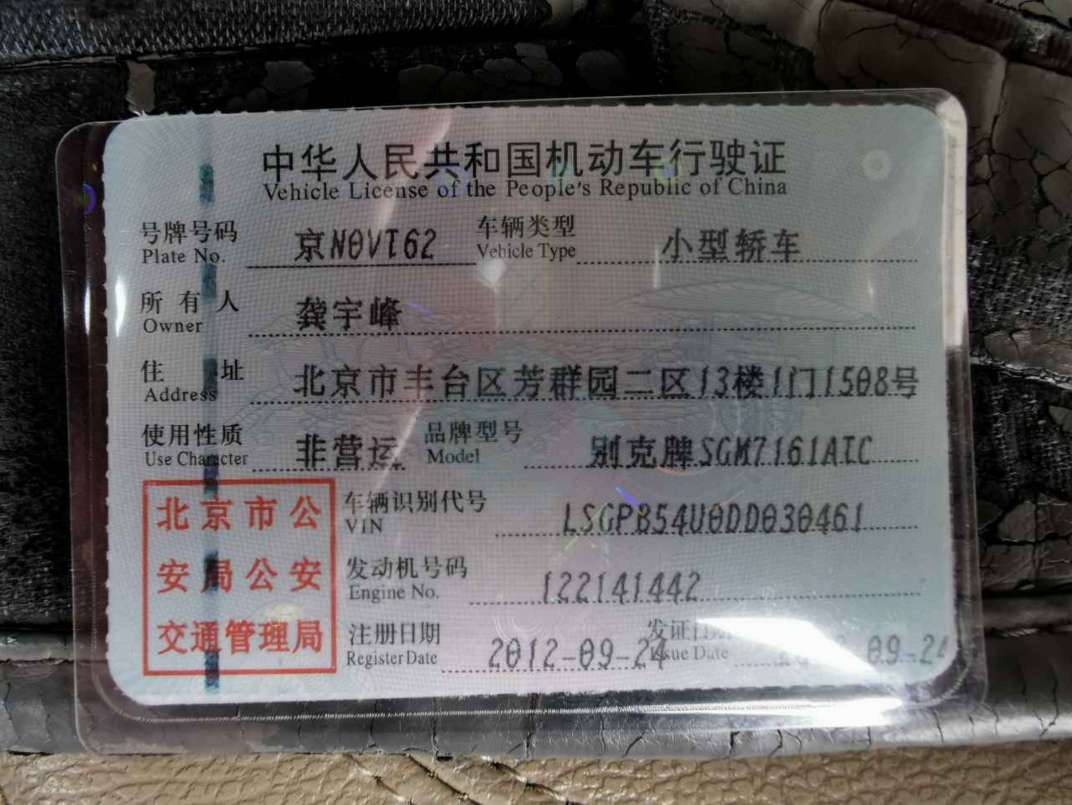 中华人民共和国机动车行驶证
Vehicle License of the People's Republic of China
号牌号码 京N0VT62 车辆类型 小型轿车
Plate No. Vehicle Type
所有人 龚宇峰
Owner
住址 北京市丰台区芳群园二区13楼1门1508号
Address
使用性质 非营运 品牌型号 别克牌SGM7161ATC
Use Character Model
北京市公
安局公安
交通管理局
车辆识别代号 LSGPB54U0DD030461
VIN
发动机号码 122141442
Engine No.
注册日期 2012-09-24 发证日期 09-24
Register Date Issue Date